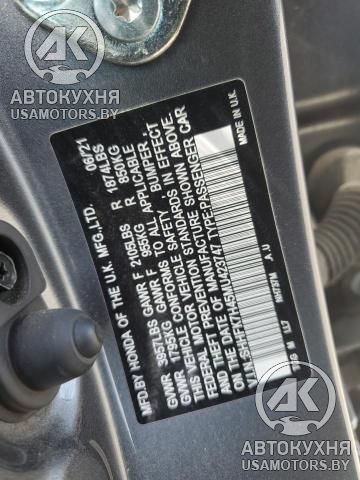 АВТОКУХНЯ
USAMOTORS.BY
MFD.BY HONDA OF THE U.K. MFG.,LTD. 06/21
GVWR 3957LBS GAWR F 2105LBS R 1874LBS
1795KG GAWR F 955KG R 850KG
THIS VEHICLE CONFORMS TO ALL APPLICABLE
FEDERAL MOTOR VEHICLE SAFETY, BUMPER,
AND THEFT PREVENTION STANDARDS IN EFFECT
ON THE DATE OF MANUFACTURE SHOWN ABOVE.
V.I.N.: TYPE:PASSENGER CAR
MADE IN U.K.
A U
АВТОКУХНЯ
USAMOTORS.BY